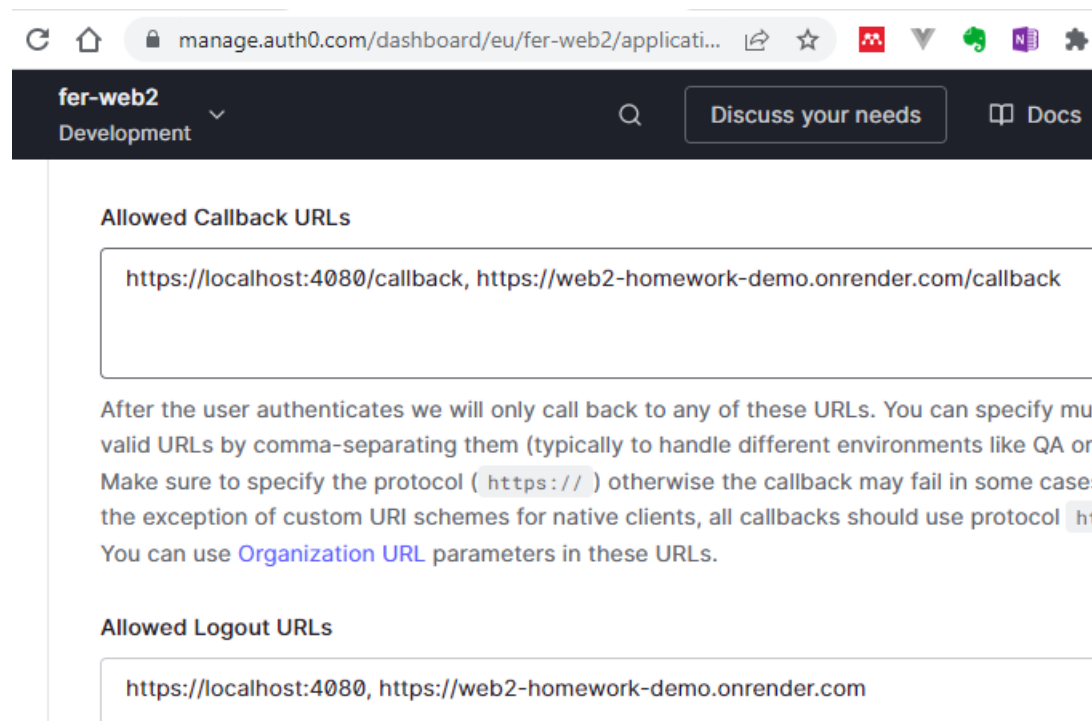 manage.auth0.com/dashboard/eu/fer-web2/applicati...
fer-web2
Development
Discuss your needs
Docs
Allowed Callback URLs
https://localhost:4080/callback, https://web2-homework-demo.onrender.com/callback
After the user authenticates we will only call back to any of these URLs. You can specify mu
valid URLs by comma-separating them (typically to handle different environments like QA or
Make sure to specify the protocol ( https:// ) otherwise the callback may fail in some cases
the exception of custom URI schemes for native clients, all callbacks should use protocol ht
You can use Organization URL parameters in these URLs.
Allowed Logout URLs
https://localhost:4080, https://web2-homework-demo.onrender.com